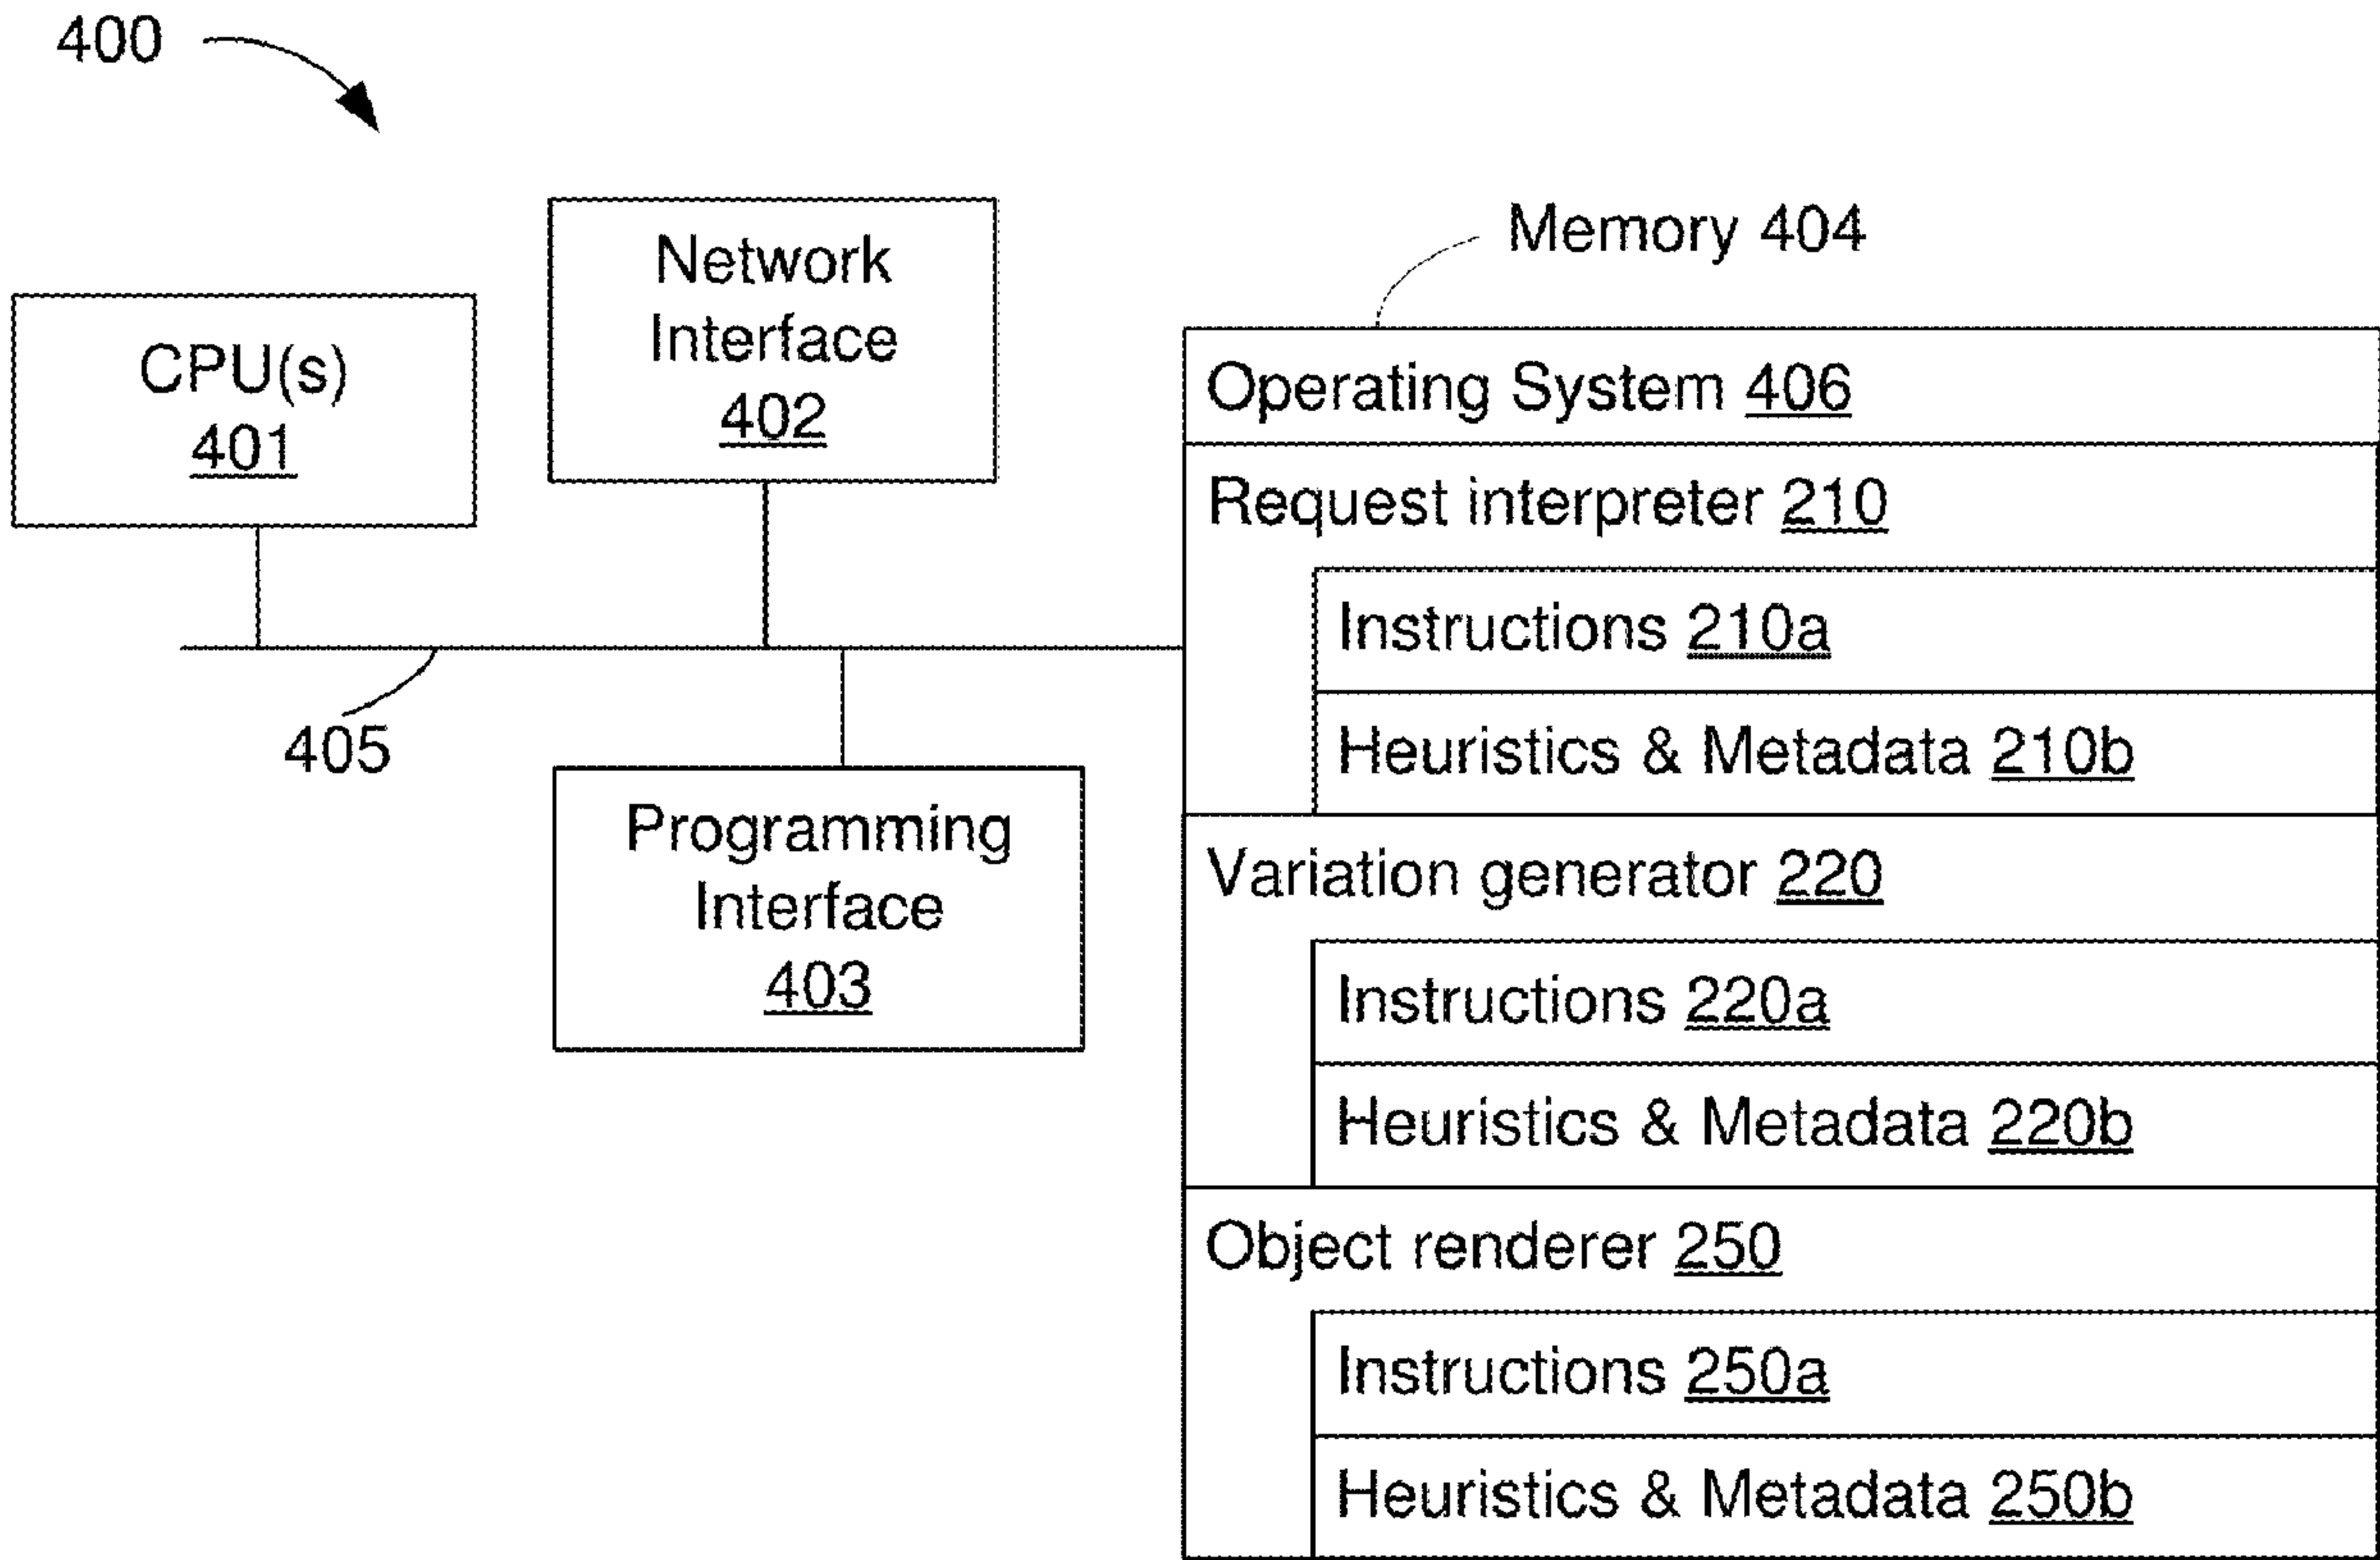 400
CPU(s)
401
Network
Interface
402
405
Programming
Interface
403
Memory 404
Operating System 406
Request interpreter 210
Instructions 210a
Heuristics & Metadata 210b
Variation generator 220
Instructions 220a
Heuristics & Metadata 220b
Object renderer 250
Instructions 250a
Heuristics & Metadata 250b